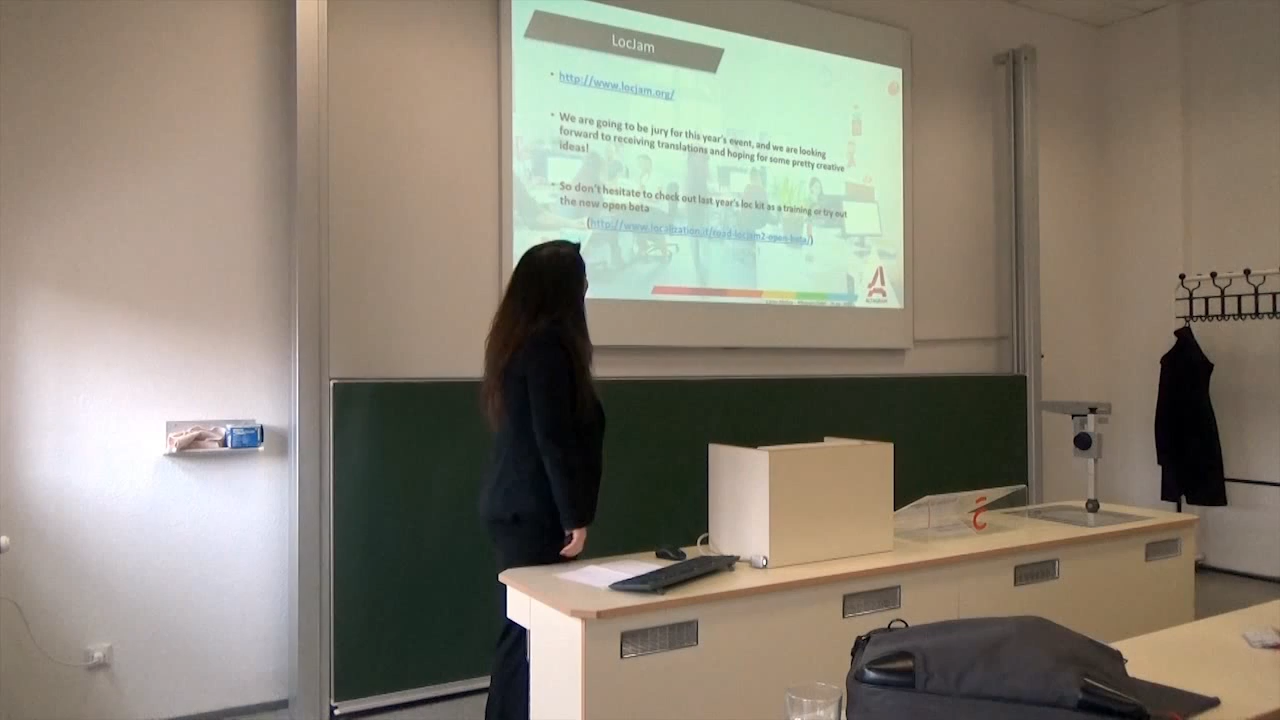 LocJam
http://www.locjam.org/
We are going to be jury for this year's event, and we are looking
forward to receiving translations and hoping for some pretty creative
ideas!
So don't hesitate to check out last year's loc kit as a training or try out
the new open beta
(http://www.localization.it/road-locjam2-open-beta/)